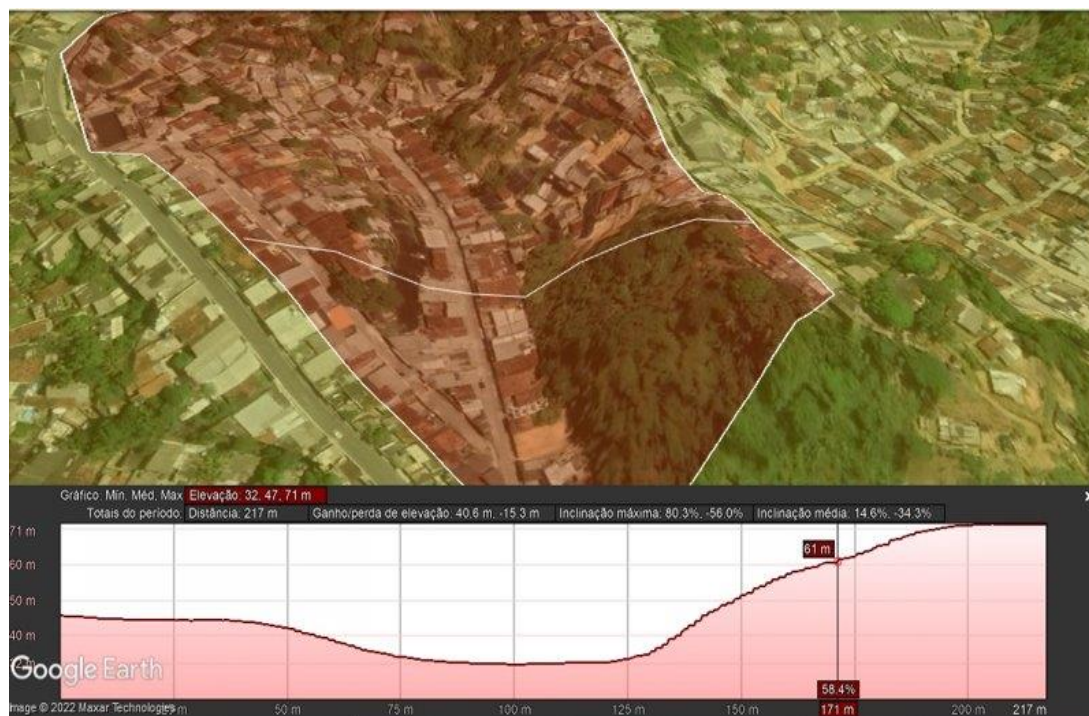 Gráfico: Mín, Méd, Max Elevação: 32, 47, 71 m
Totais do período: Distância: 217 m Ganho/perda de elevação: 40,6 m, -15,3 m Inclinação máxima: 80.3%, -56.0% Inclinação média: 14.6%, -34.3%
71 m
61 m
60 m
50 m
40 m
Google Earth
58.4%
Image © 2022 Maxar Technologies
50 m 75 m 100 m 125 m 150 m 171 m 200 m 217 m